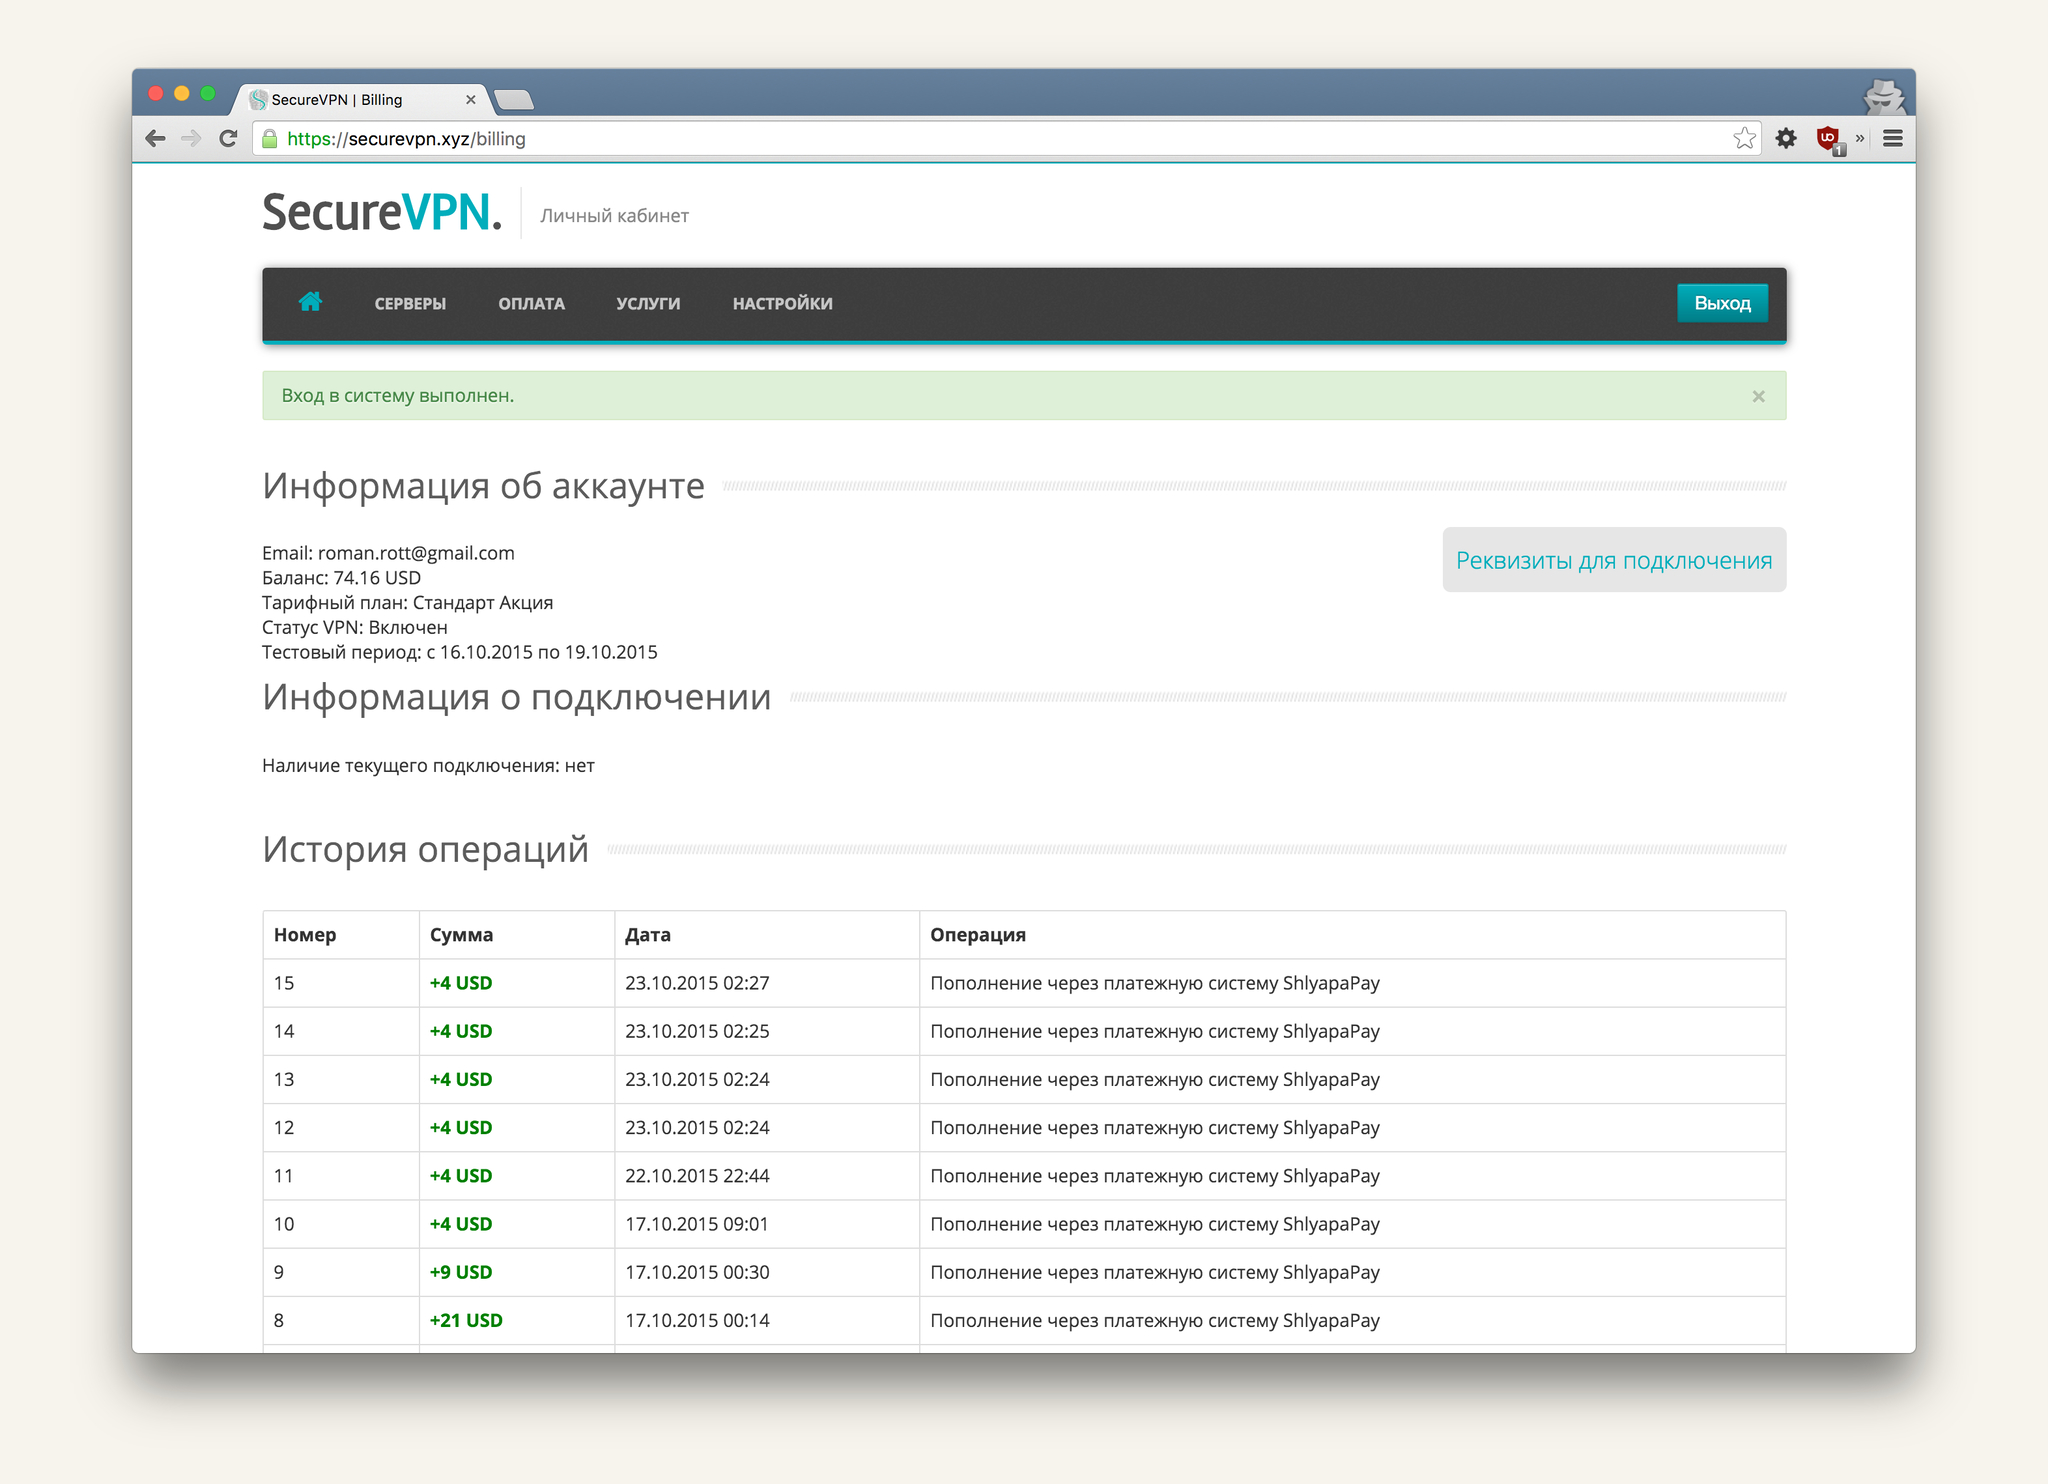 SecureVPN | Billing
https://securevpn.xyz/billing
1
SecureVPN.
Личный кабинет
СЕРВЕРЫ ОПЛАТА УСЛУГИ НАСТРОЙКИ Выход
Вход в систему выполнен.
Информация об аккаунте
Email: roman.rott@gmail.com
Баланс: 74.16 USD
Тарифный план: Стандарт Акция
Статус VPN: Включен
Тестовый период: с 16.10.2015 по 19.10.2015
Реквизиты для подключения
Информация о подключении
Наличие текущего подключения: нет
История операций
Номер Сумма Дата Операция
15 +4 USD 23.10.2015 02:27 Пополнение через платежную систему ShlyapaPay
14 +4 USD 23.10.2015 02:25 Пополнение через платежную систему ShlyapaPay
13 +4 USD 23.10.2015 02:24 Пополнение через платежную систему ShlyapaPay
12 +4 USD 23.10.2015 02:24 Пополнение через платежную систему ShlyapaPay
11 +4 USD 22.10.2015 22:44 Пополнение через платежную систему ShlyapaPay
10 +4 USD 17.10.2015 09:01 Пополнение через платежную систему ShlyapaPay
9 +9 USD 17.10.2015 00:30 Пополнение через платежную систему ShlyapaPay
8 +21 USD 17.10.2015 00:14 Пополнение через платежную систему ShlyapaPay